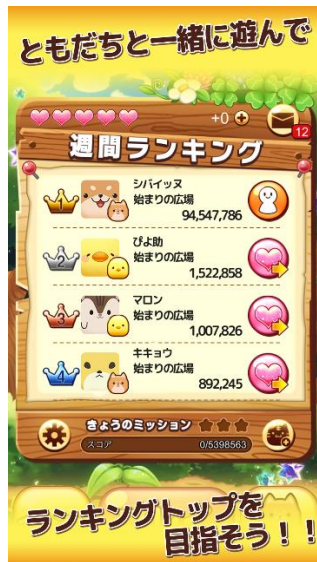 ともだちと一緒に遊んで
+0
12
週間ランキング
1
シバイッヌ
始まりの広場
94,547,786
2
ぴよ助
始まりの広場
1,522,858
3
マロン
始まりの広場
1,007,826
4
キキョウ
始まりの広場
892,245
きょうのミッション
スコア 0/5398563
ランキングトップを
目指そう！！